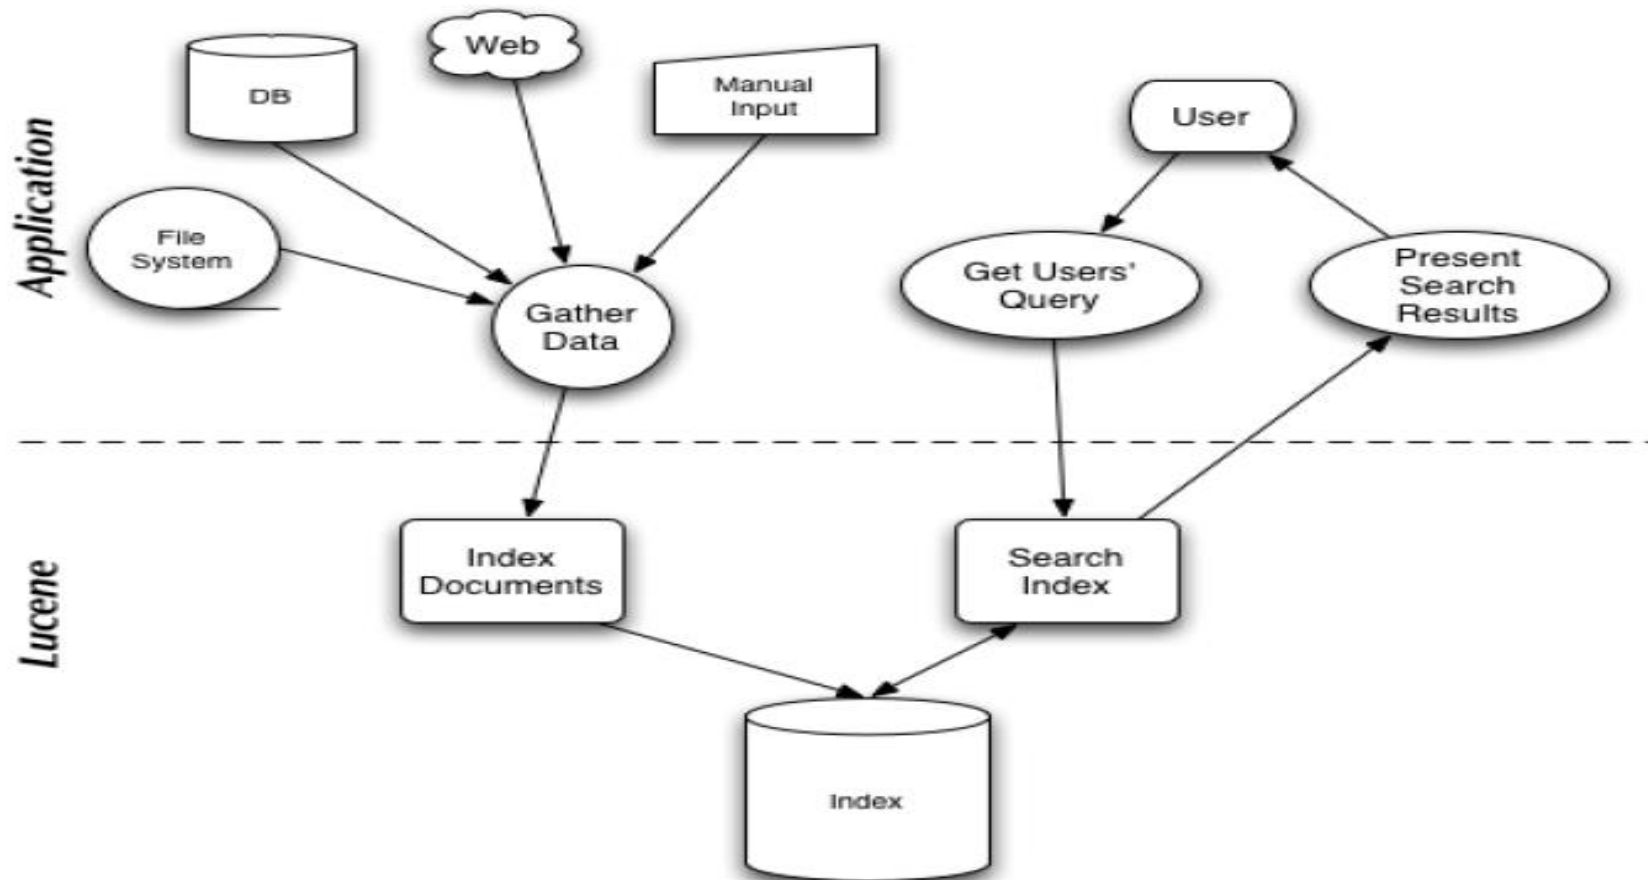 Application
DB
Web
Manual
Input
File
System
Gather
Data
User
Get Users'
Query
Present
Search
Results
Lucene
Index
Documents
Search
Index
Index